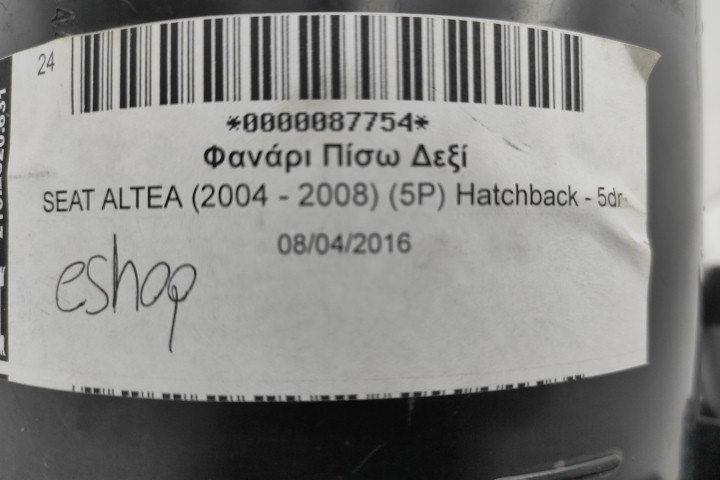 24
*0000087754*
Φανάρι Πίσω Δεξί
SEAT ALTEA (2004 - 2008) (5P) Hatchback - 5dr
08/04/2016
eshop